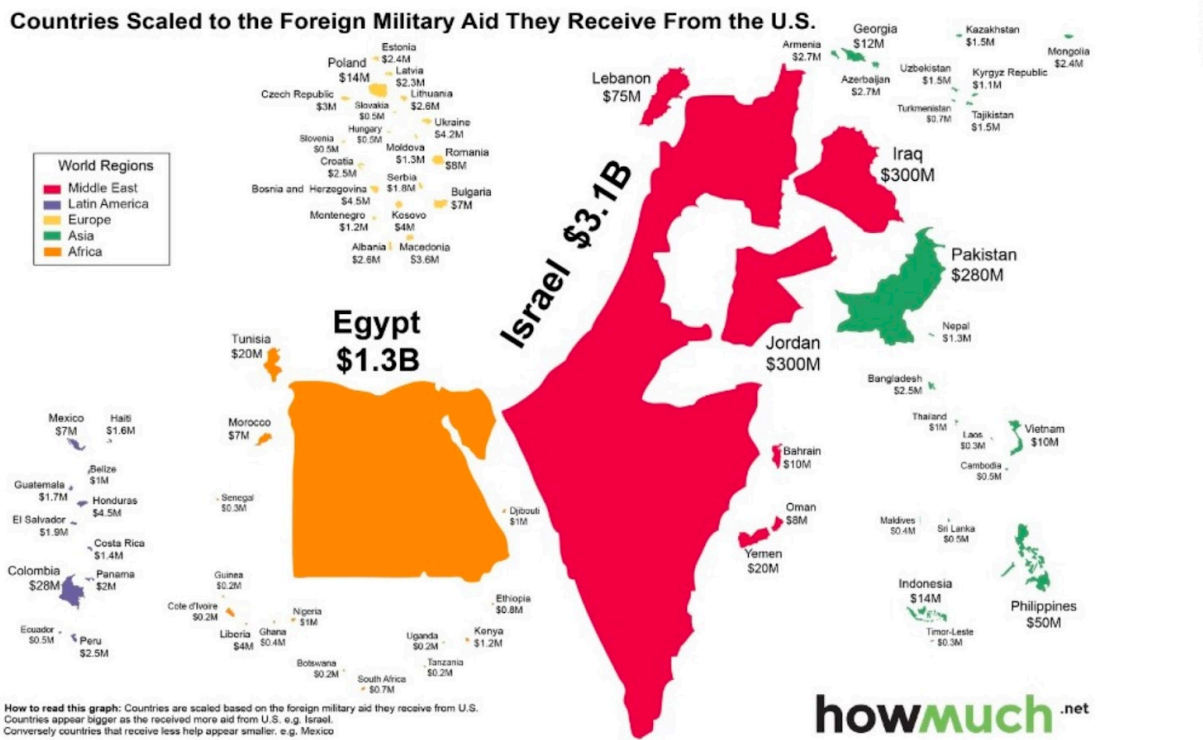 Countries Scaled to the Foreign Military Aid They Receive From the U.S.
Estonia
$2.4M
Poland
$14M
Latvia
$2.3M
Czech Republic
$3M
Slovakia
$0.5M
Lithuania
$2.6M
Hungary
$0.5M
Ukraine
$4.2M
Slovenia
$0.5M
Moldova
$1.3M
Romania
$8M
Croatia
$2.5M
Serbia
$1.8M
Bosnia and Herzegovina
$4.5M
Bulgaria
$7M
Montenegro
$1.2M
Kosovo
$4M
Albania
$2.6M
Macedonia
$3.6M
World Regions
Middle East
Latin America
Europe
Asia
Africa
Lebanon
$75M
Israel $3.1B
Armenia
$2.7M
Georgia
$12M
Azerbaijan
$2.7M
Kazakhstan
$1.5M
Mongolia
$2.4M
Uzbekistan
$1.5M
Kyrgyz Republic
$1.1M
Turkmenistan
$0.7M
Tajikistan
$1.5M
Iraq
$300M
Pakistan
$280M
Jordan
$300M
Nepal
$1.3M
Bangladesh
$2.5M
Thailand
$1M
Laos
$0.3M
Vietnam
$10M
Cambodia
$0.5M
Maldives
$0.4M
Sri Lanka
$0.5M
Indonesia
$14M
Philippines
$50M
Timor-Leste
$0.3M
Bahrain
$10M
Oman
$8M
Yemen
$20M
Egypt
$1.3B
Tunisia
$20M
Morocco
$7M
Senegal
$0.3M
Djibouti
$1M
Guinea
$0.2M
Cote d'Ivoire
$0.2M
Liberia
$4M
Ghana
$0.4M
Nigeria
$1M
Ethiopia
$0.8M
Uganda
$0.2M
Kenya
$1.2M
Botswana
$0.2M
Tanzania
$0.2M
South Africa
$0.7M
Mexico
$7M
Haiti
$1.6M
Belize
$1M
Guatemala
$1.7M
Honduras
$4.5M
El Salvador
$1.9M
Costa Rica
$1.4M
Colombia
$28M
Panama
$2M
Ecuador
$0.5M
Peru
$2.5M
How to read this graph: Countries are scaled based on the foreign military aid they receive from U.S.
Countries appear bigger as the received more aid from U.S. e.g. Israel.
Conversely countries that receive less help appear smaller. e.g. Mexico
howmuch.net